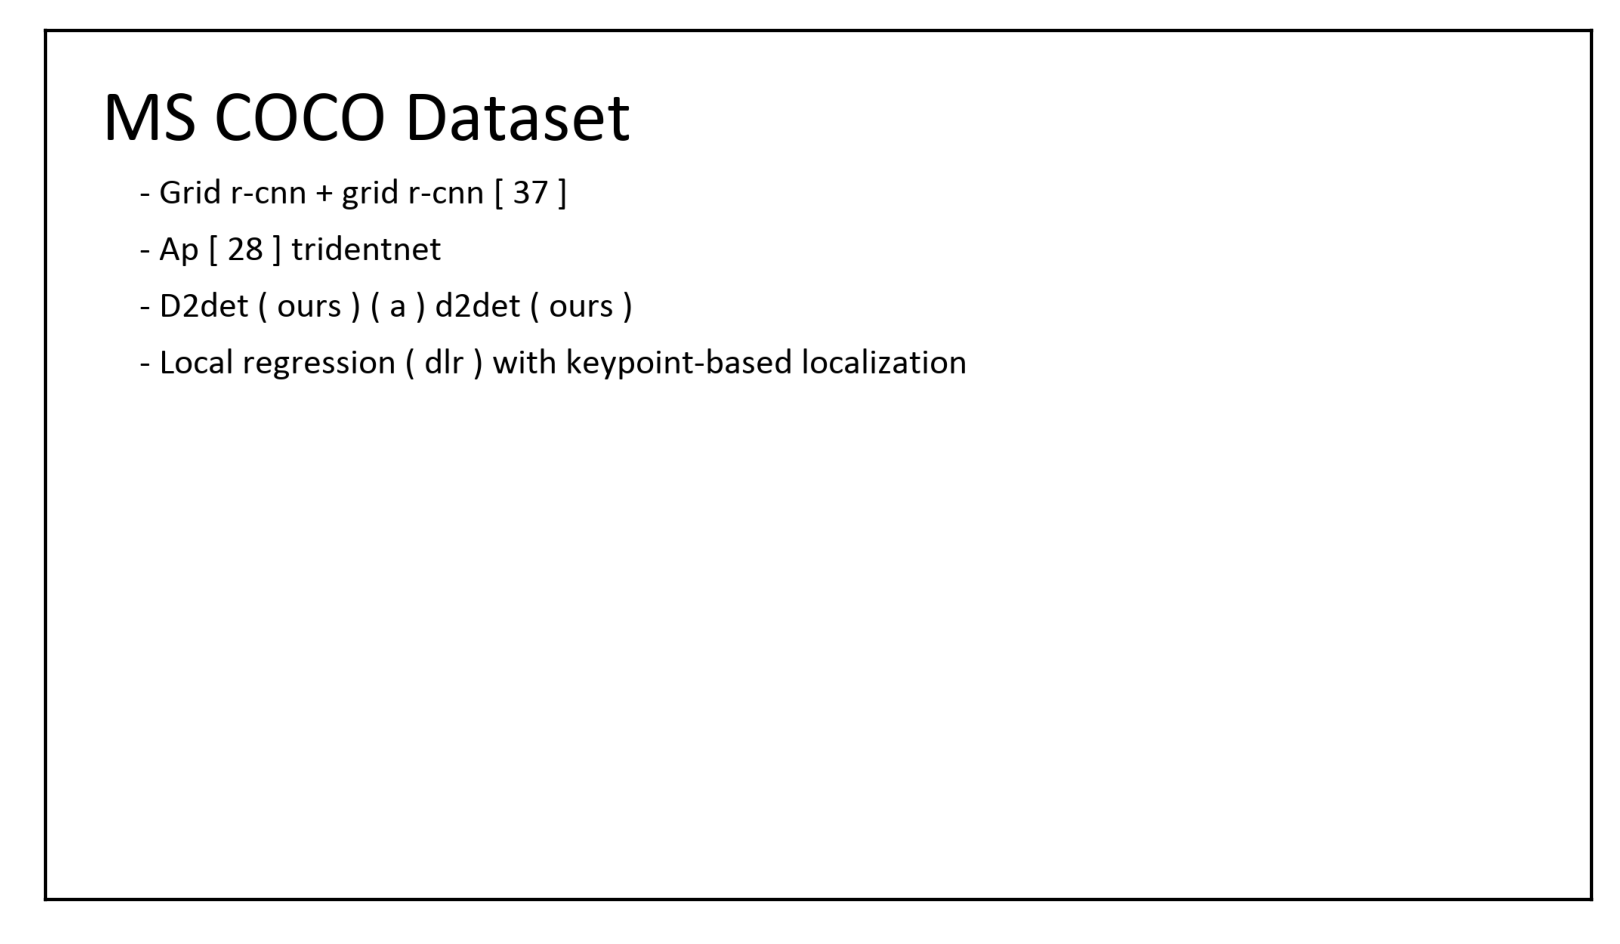 MS COCO Dataset
- Grid r-cnn + grid r-cnn [ 37 ]
- Ap [ 28 ] tridentnet
- D2det ( ours ) ( a ) d2det ( ours )
- Local regression ( dlr ) with keypoint-based localization